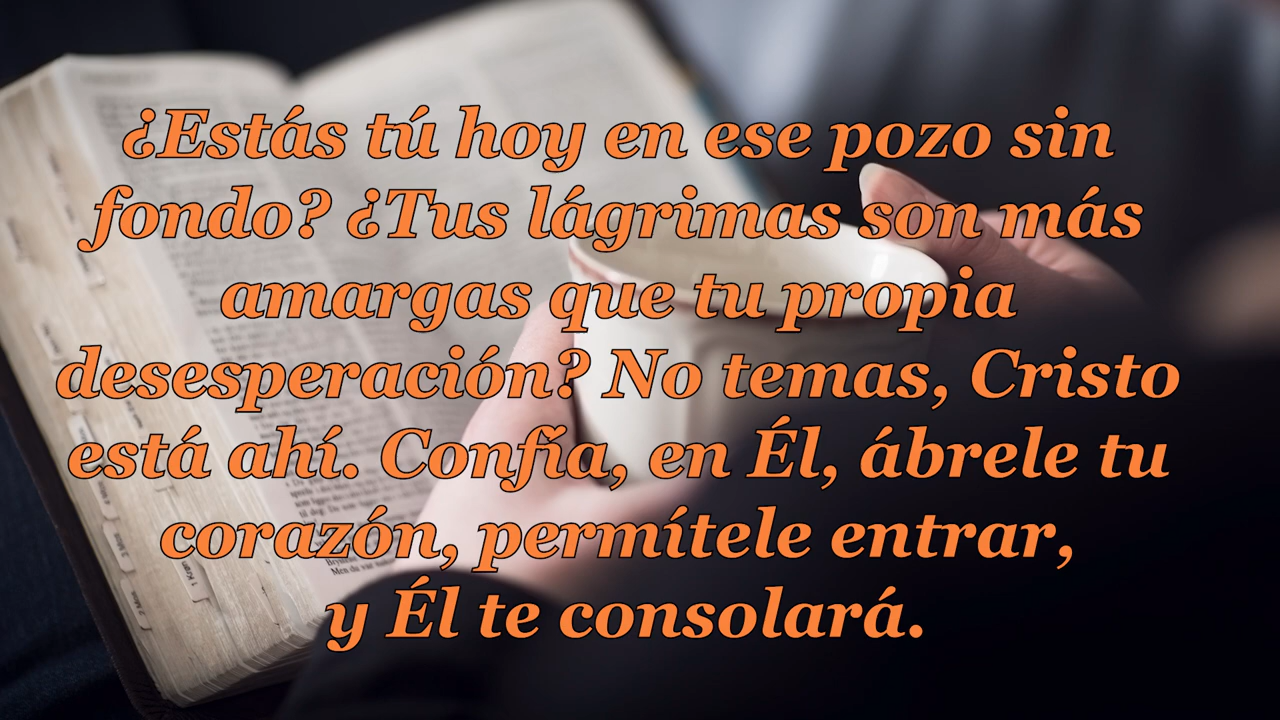 ¿Estás tú hoy en ese pozo sin
fondo? ¿Tus lágrimas son más
amargas que tu propia
desesperación? No temas, Cristo
está ahí. Confía, en Él, ábrele tu
corazón, permítele entrar,
y Él te consolará.